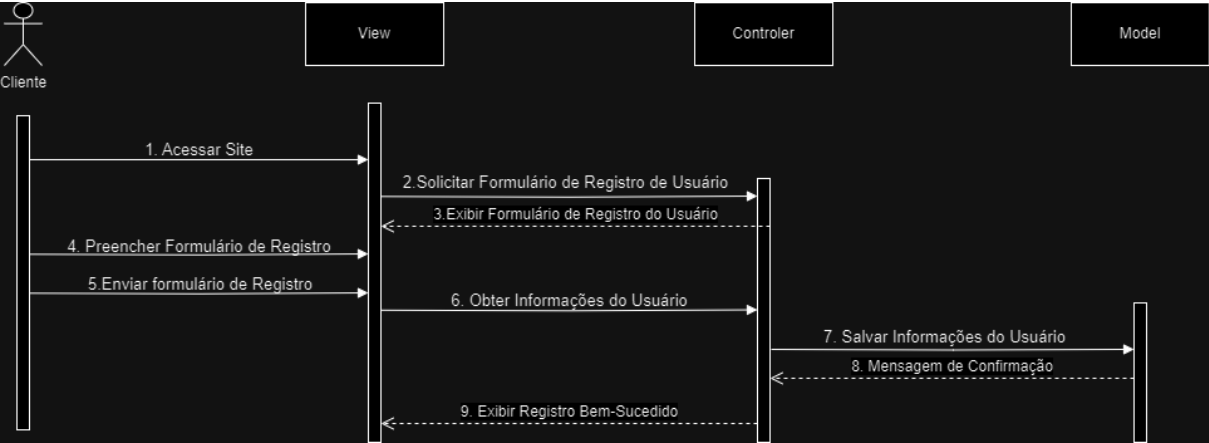 View
Controler
Model
Cliente
1. Acessar Site
2.Solicitar Formulário de Registro de Usuário
3.Exibir Formulário de Registro do Usuário
4. Preencher Formulário de Registro
5.Enviar formulário de Registro
6. Obter Informações do Usuário
7. Salvar Informações do Usuário
8. Mensagem de Confirmação
9. Exibir Registro Bem-Sucedido